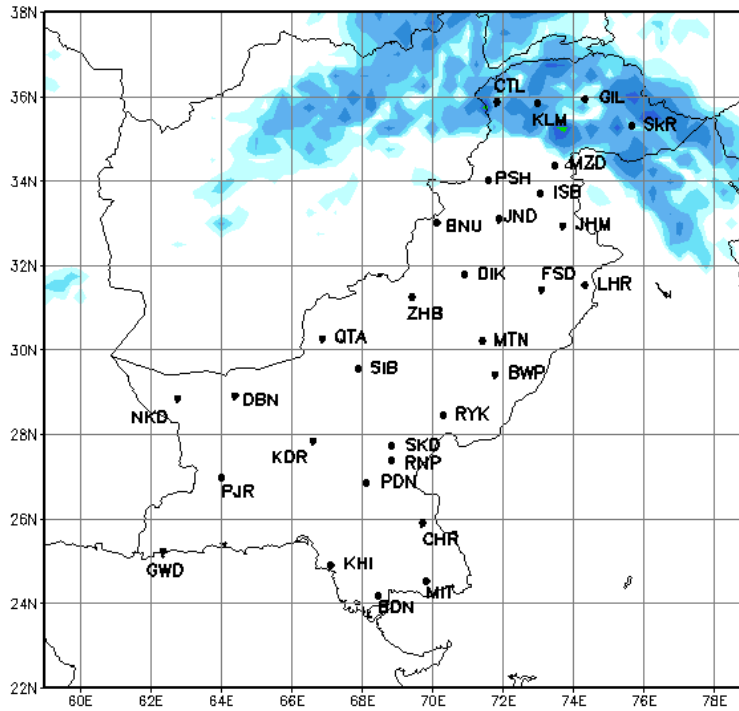 38N
CTL
GIL
36N
KLM
SKR
MZD
34N
PSH
ISB
JND
BNU
JHM
32N
DIK
FSD
LHR
ZHB
QTA
MTN
30N
SIB
BWP
DBN
NKD
RYK
28N
SKD
KDR
RNP
PDN
PJR
26N
CHR
KHI
GWD
MIT
24N
BDN
22N
60E 62E 64E 66E 68E 70E 72E 74E 76E 78E